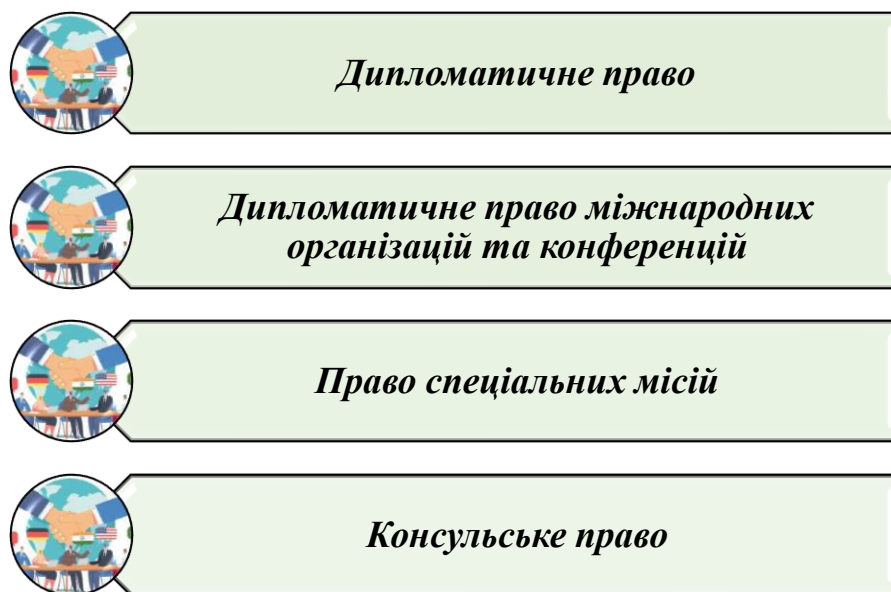 Дипломатичне право
Дипломатичне право міжнародних
організацій та конференцій
Право спеціальних місій
Консульське право